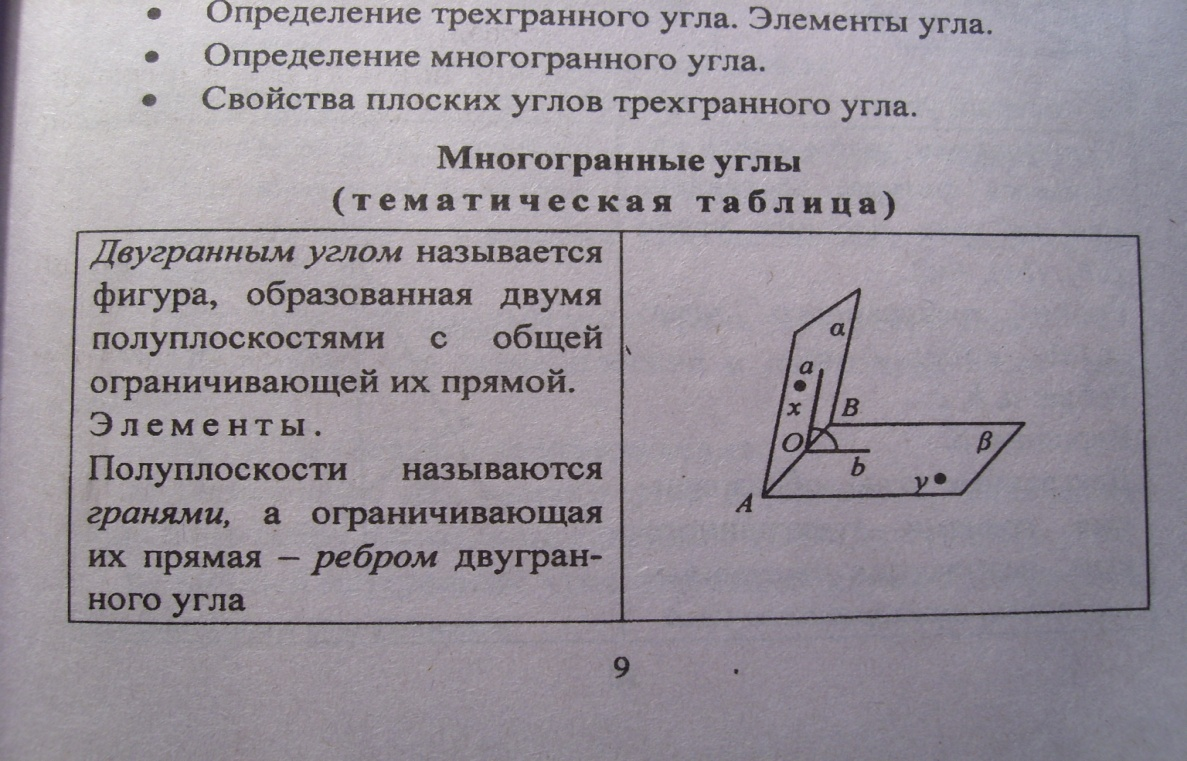 • Определение трехгранного угла. Элементы угла.
• Определение многогранного угла.
• Свойства плоских углов трехгранного угла.
Многогранные углы
(тематическая таблица)
Двугранным углом называется
фигура, образованная двумя
полуплоскостями с общей
ограничивающей их прямой.
Элементы.
Полуплоскости называются
гранями, а ограничивающая
их прямая – ребром двугран-
ного угла
α
a
x
B
O
β
b
y
A
9